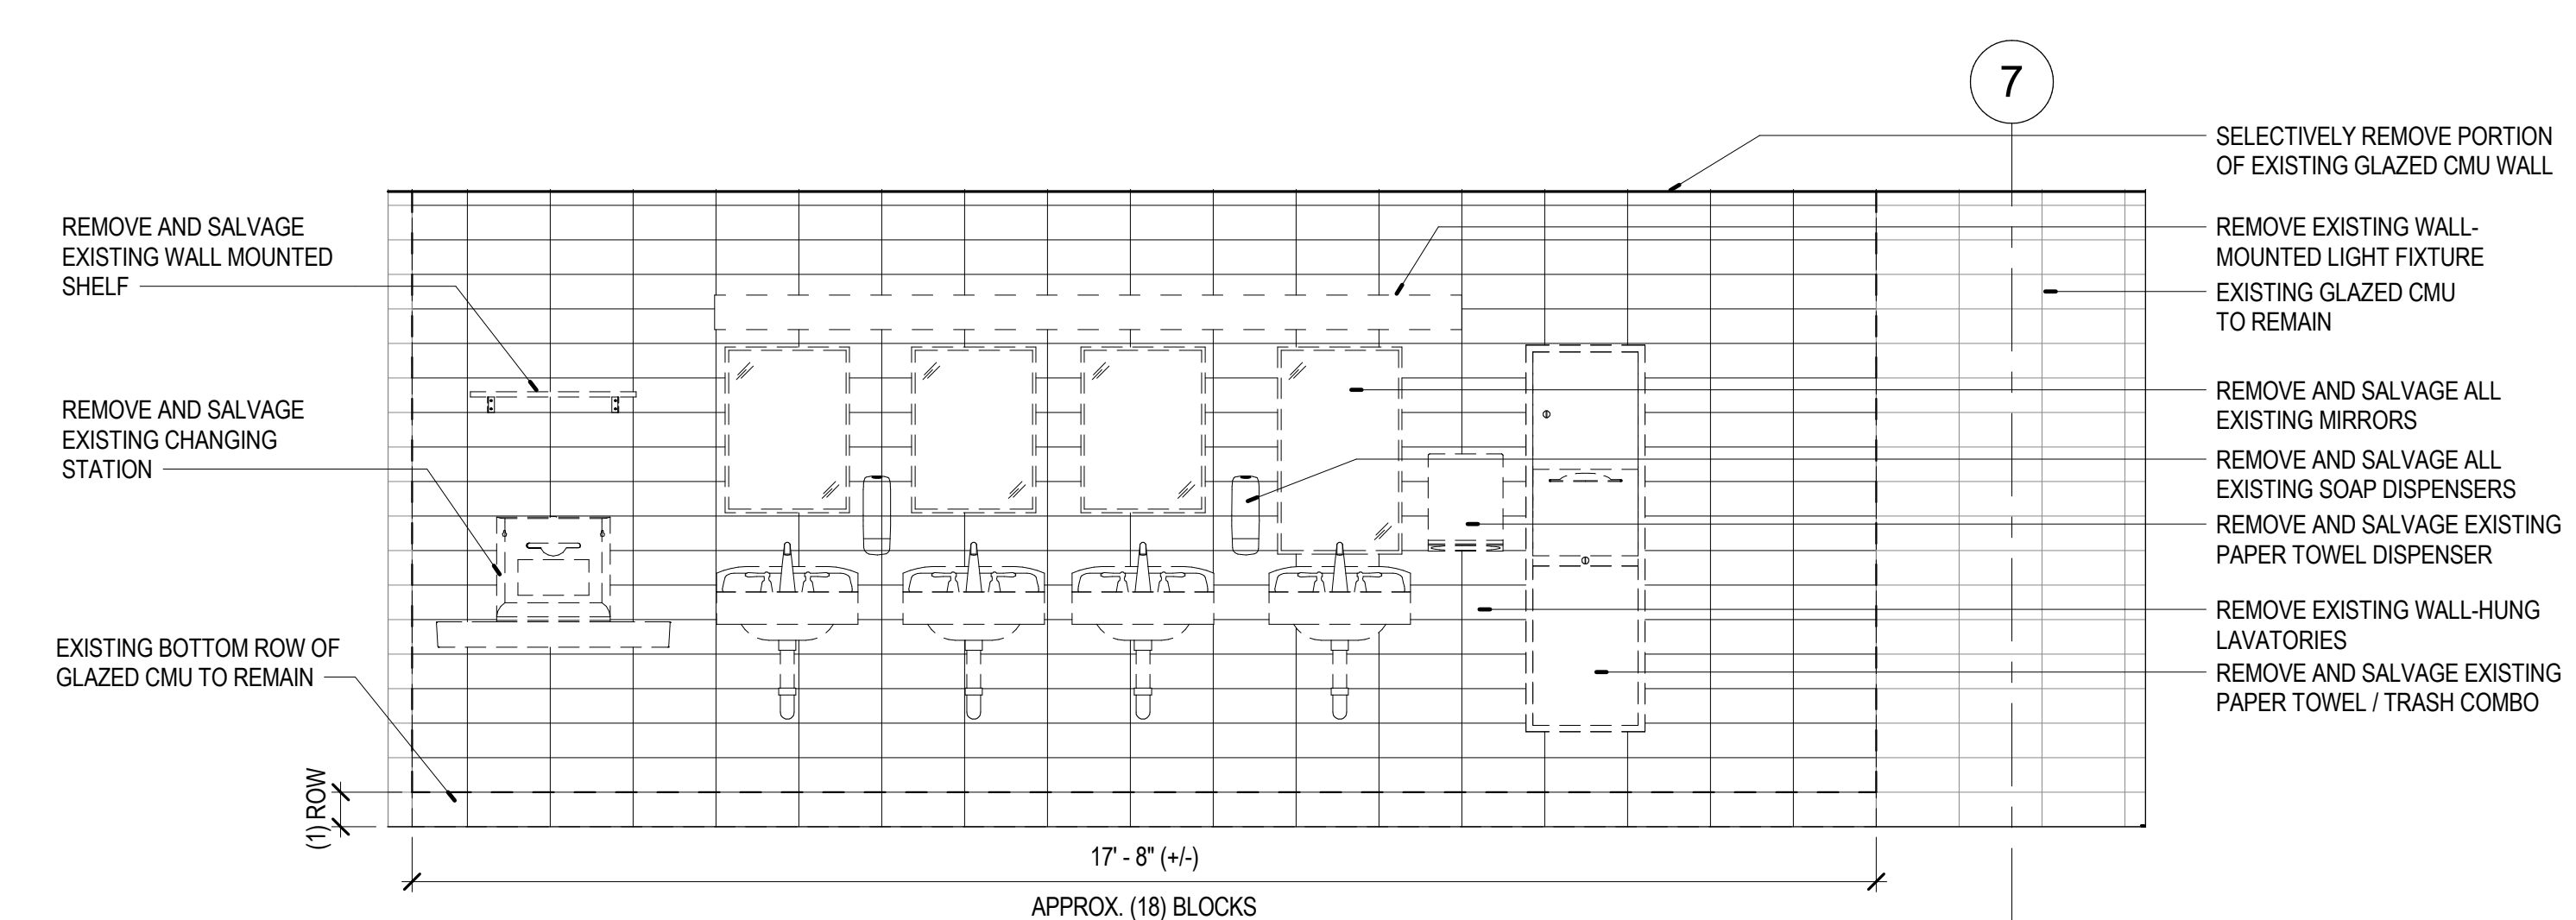 7
SELECTIVELY REMOVE PORTION
OF EXISTING GLAZED CMU WALL
REMOVE AND SALVAGE
EXISTING WALL MOUNTED
SHELF
REMOVE EXISTING WALL-
MOUNTED LIGHT FIXTURE
EXISTING GLAZED CMU
TO REMAIN
REMOVE AND SALVAGE
EXISTING CHANGING
STATION
REMOVE AND SALVAGE ALL
EXISTING MIRRORS
REMOVE AND SALVAGE ALL
EXISTING SOAP DISPENSERS
REMOVE AND SALVAGE EXISTING
PAPER TOWEL DISPENSER
REMOVE EXISTING WALL-HUNG
LAVATORIES
EXISTING BOTTOM ROW OF
GLAZED CMU TO REMAIN
REMOVE AND SALVAGE EXISTING
PAPER TOWEL / TRASH COMBO
(1) ROW
17' - 8" (+/-)
APPROX. (18) BLOCKS